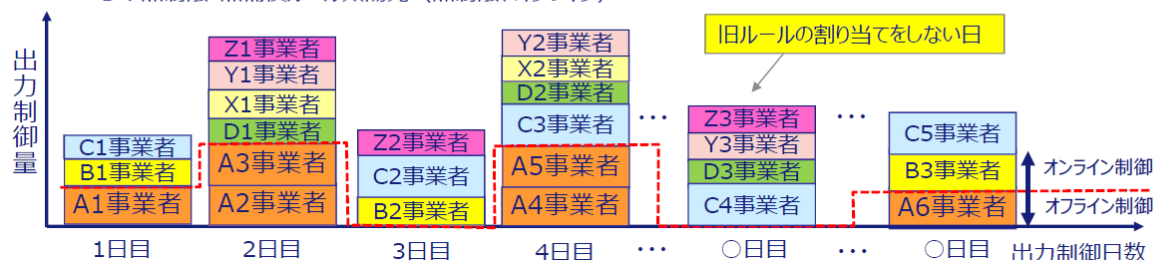 旧ルールの割り当てをしない日
出力制御量
C1事業者
B1事業者
A1事業者
1日目
Z1事業者
Y1事業者
X1事業者
D1事業者
A3事業者
A2事業者
2日目
Z2事業者
C2事業者
B2事業者
3日目
Y2事業者
X2事業者
D2事業者
C3事業者
A5事業者
A4事業者
4日目
…
…
Z3事業者
Y3事業者
D3事業者
C4事業者
○日目
…
…
C5事業者
B3事業者
A6事業者
○日目
オンライン制御
オフライン制御
出力制御日数